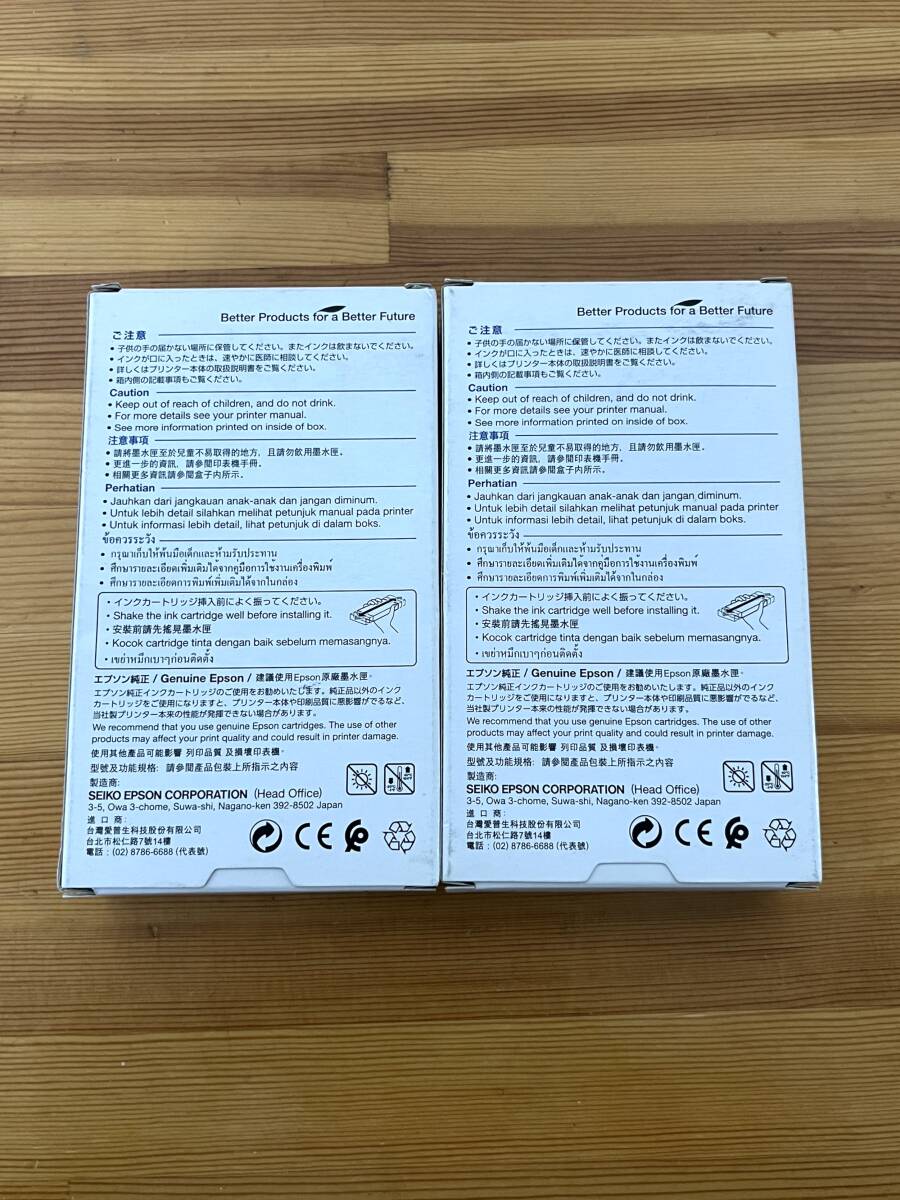 Better Products for a Better Future
ご注意
• 子供の手の届かない場所に保管してください。またインクは飲まないでください。
• インクが口に入ったときは、速やかに医師に相談してください。
• 詳しくはプリンター本体の取扱説明書をご覧ください。
• 箱内側の記載事項もご覧ください。
Caution
• Keep out of reach of children, and do not drink.
• For more details see your printer manual.
• See more information printed on inside of box.
注意事項
• 請將墨水匣至於兒童不易取得的地方，且請勿飲用墨水匣。
• 更進一步的資訊，請參閱印表機手冊。
• 相關更多資訊請參閱盒子內所示。
Perhatian
• Jauhkan dari jangkauan anak-anak dan jangan diminum.
• Untuk lebih detail silahkan melihat petunjuk manual pada printer
• Untuk informasi lebih detail, lihat petunjuk di dalam boks.
ข้อควรระวัง
• กรุณาเก็บให้พ้นมือเด็กและห้ามรับประทาน
• ศึกษารายละเอียดเพิ่มเติมได้จากคู่มือการใช้งานเครื่องพิมพ์
• ศึกษารายละเอียดการพิมพ์เพิ่มเติมได้จากในกล่อง
• インクカートリッジ挿入前によく振ってください。
• Shake the ink cartridge well before installing it.
• 安裝前請先搖晃墨水匣
• Kocok cartridge tinta dengan baik sebelum memasangnya.
• เขย่าหมึกเบาๆก่อนติดตั้ง
エプソン純正 / Genuine Epson / 建議使用Epson原廠墨水匣。
エプソン純正インクカートリッジのご使用をお勧めいたします。純正品以外のインク
カートリッジをご使用になりますと、プリンター本体や印刷品質に悪影響がでるなど、
当社製プリンター本来の性能が発揮できない場合があります。
We recommend that you use genuine Epson cartridges. The use of other
products may affect your print quality and could result in printer damage.
使用其他產品可能影響 列印品質 及損壞印表機。
型號及功能規格: 請參閱產品包裝上所指示之內容
製造商:
SEIKO EPSON CORPORATION (Head Office)
3-5, Owa 3-chome, Suwa-shi, Nagano-ken 392-8502 Japan
進口商:
台灣愛普生科技股份有限公司
台北市松仁路7號14樓
電話：(02) 8786-6688 (代表號)
CE
Better Products for a Better Future
ご注意
• 子供の手の届かない場所に保管してください。またインクは飲まないでください。
• インクが口に入ったときは、速やかに医師に相談してください。
• 詳しくはプリンター本体の取扱説明書をご覧ください。
• 箱内側の記載事項もご覧ください。
Caution
• Keep out of reach of children, and do not drink.
• For more details see your printer manual.
• See more information printed on inside of box.
注意事項
• 請將墨水匣至於兒童不易取得的地方，且請勿飲用墨水匣。
• 更進一步的資訊，請參閱印表機手冊。
• 相關更多資訊請參閱盒子內所示。
Perhatian
• Jauhkan dari jangkauan anak-anak dan jangan diminum.
• Untuk lebih detail silahkan melihat petunjuk manual pada printer
• Untuk informasi lebih detail, lihat petunjuk di dalam boks.
ข้อควรระวัง
• กรุณาเก็บให้พ้นมือเด็กและห้ามรับประทาน
• ศึกษารายละเอียดเพิ่มเติมได้จากคู่มือการใช้งานเครื่องพิมพ์
• ศึกษารายละเอียดการพิมพ์เพิ่มเติมได้จากในกล่อง
• インクカートリッジ挿入前によく振ってください。
• Shake the ink cartridge well before installing it.
• 安裝前請先搖晃墨水匣
• Kocok cartridge tinta dengan baik sebelum memasangnya.
• เขย่าหมึกเบาๆก่อนติดตั้ง
エプソン純正 / Genuine Epson / 建議使用Epson原廠墨水匣。
エプソン純正インクカートリッジのご使用をお勧めいたします。純正品以外のインク
カートリッジをご使用になりますと、プリンター本体や印刷品質に悪影響がでるなど、
当社製プリンター本来の性能が発揮できない場合があります。
We recommend that you use genuine Epson cartridges. The use of other
products may affect your print quality and could result in printer damage.
使用其他產品可能影響 列印品質 及損壞印表機。
型號及功能規格: 請參閱產品包裝上所指示之內容
製造商:
SEIKO EPSON CORPORATION (Head Office)
3-5, Owa 3-chome, Suwa-shi, Nagano-ken 392-8502 Japan
進口商:
台灣愛普生科技股份有限公司
台北市松仁路7號14樓
電話：(02) 8786-6688 (代表號)
CE